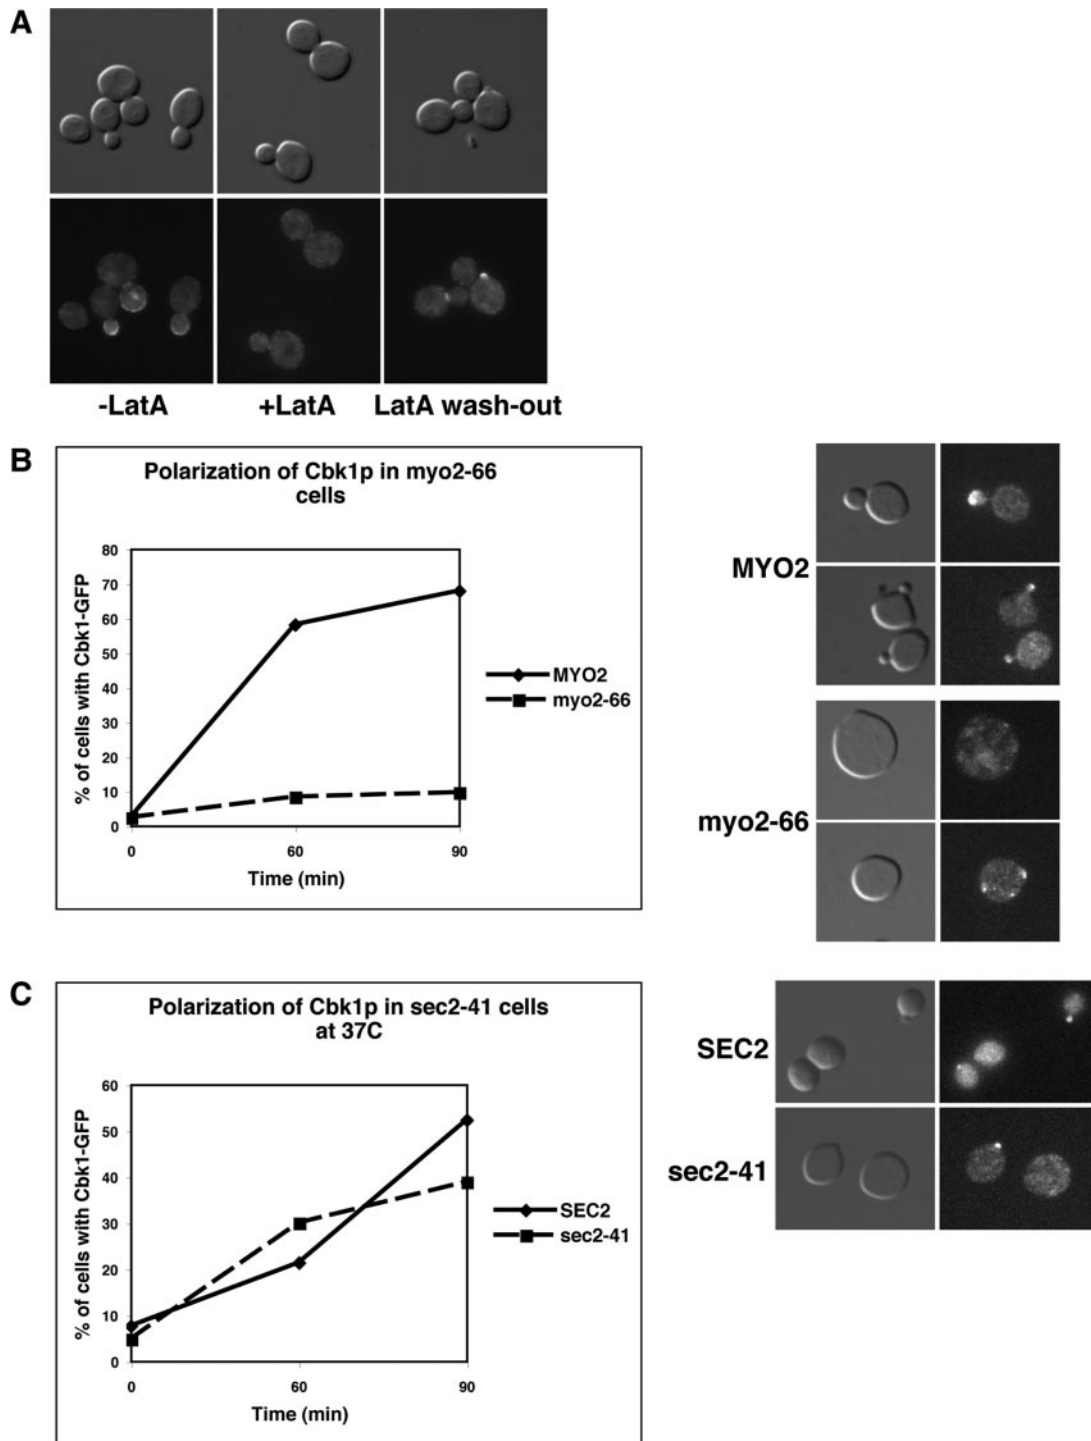 A
-LatA
+LatA
LatA wash-out
B
Polarization of Cbk1p in myo2-66
cells
% of cells with Cbk1-GFP
80
70
60
50
40
30
20
10
0
0
60
90
Time (min)
MYO2
myo2-66
MYO2
myo2-66
C
Polarization of Cbk1p in sec2-41 cells
at 37C
% of cells with Cbk1-GFP
60
50
40
30
20
10
0
0
60
90
Time (min)
SEC2
sec2-41
SEC2
sec2-41